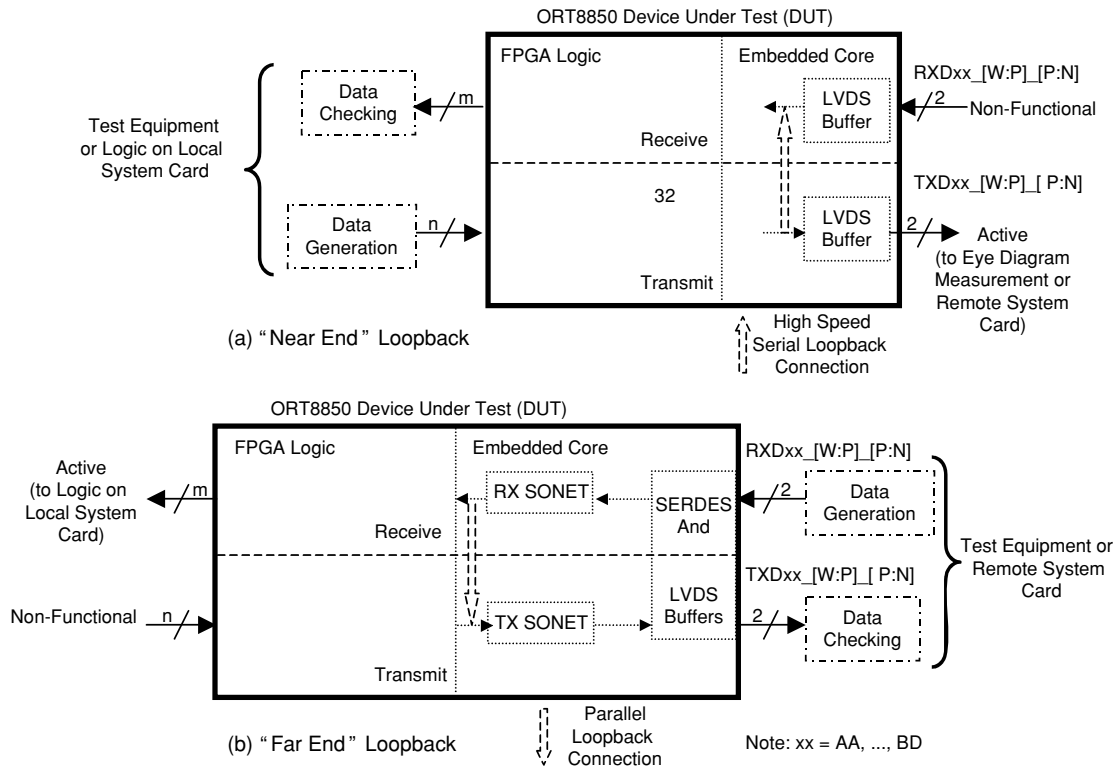 ORT8850 Device Under Test (DUT)
FPGA Logic
Embedded Core
Data
Checking
m
LVDS
Buffer
RXDxx_[W:P]_[P:N]
2
Non-Functional
Test Equipment
or Logic on Local
System Card
Receive
32
Data
Generation
n
LVDS
Buffer
TXDxx_[W:P]_[ P:N]
2
Active
(to Eye Diagram
Measurement or
Remote System
Card)
Transmit
(a) "Near End" Loopback
High Speed
Serial Loopback
Connection
ORT8850 Device Under Test (DUT)
FPGA Logic
Embedded Core
Active
(to Logic on
Local System
Card)
m
RX SONET
SERDES
And
LVDS
Buffers
RXDxx_[W:P]_[P:N]
2
Data
Generation
Receive
Test Equipment or
Remote System
Card
Non-Functional
n
TX SONET
TXDxx_[W:P]_[ P:N]
2
Data
Checking
Transmit
(b) "Far End" Loopback
Parallel
Loopback
Connection
Note: xx = AA, ..., BD